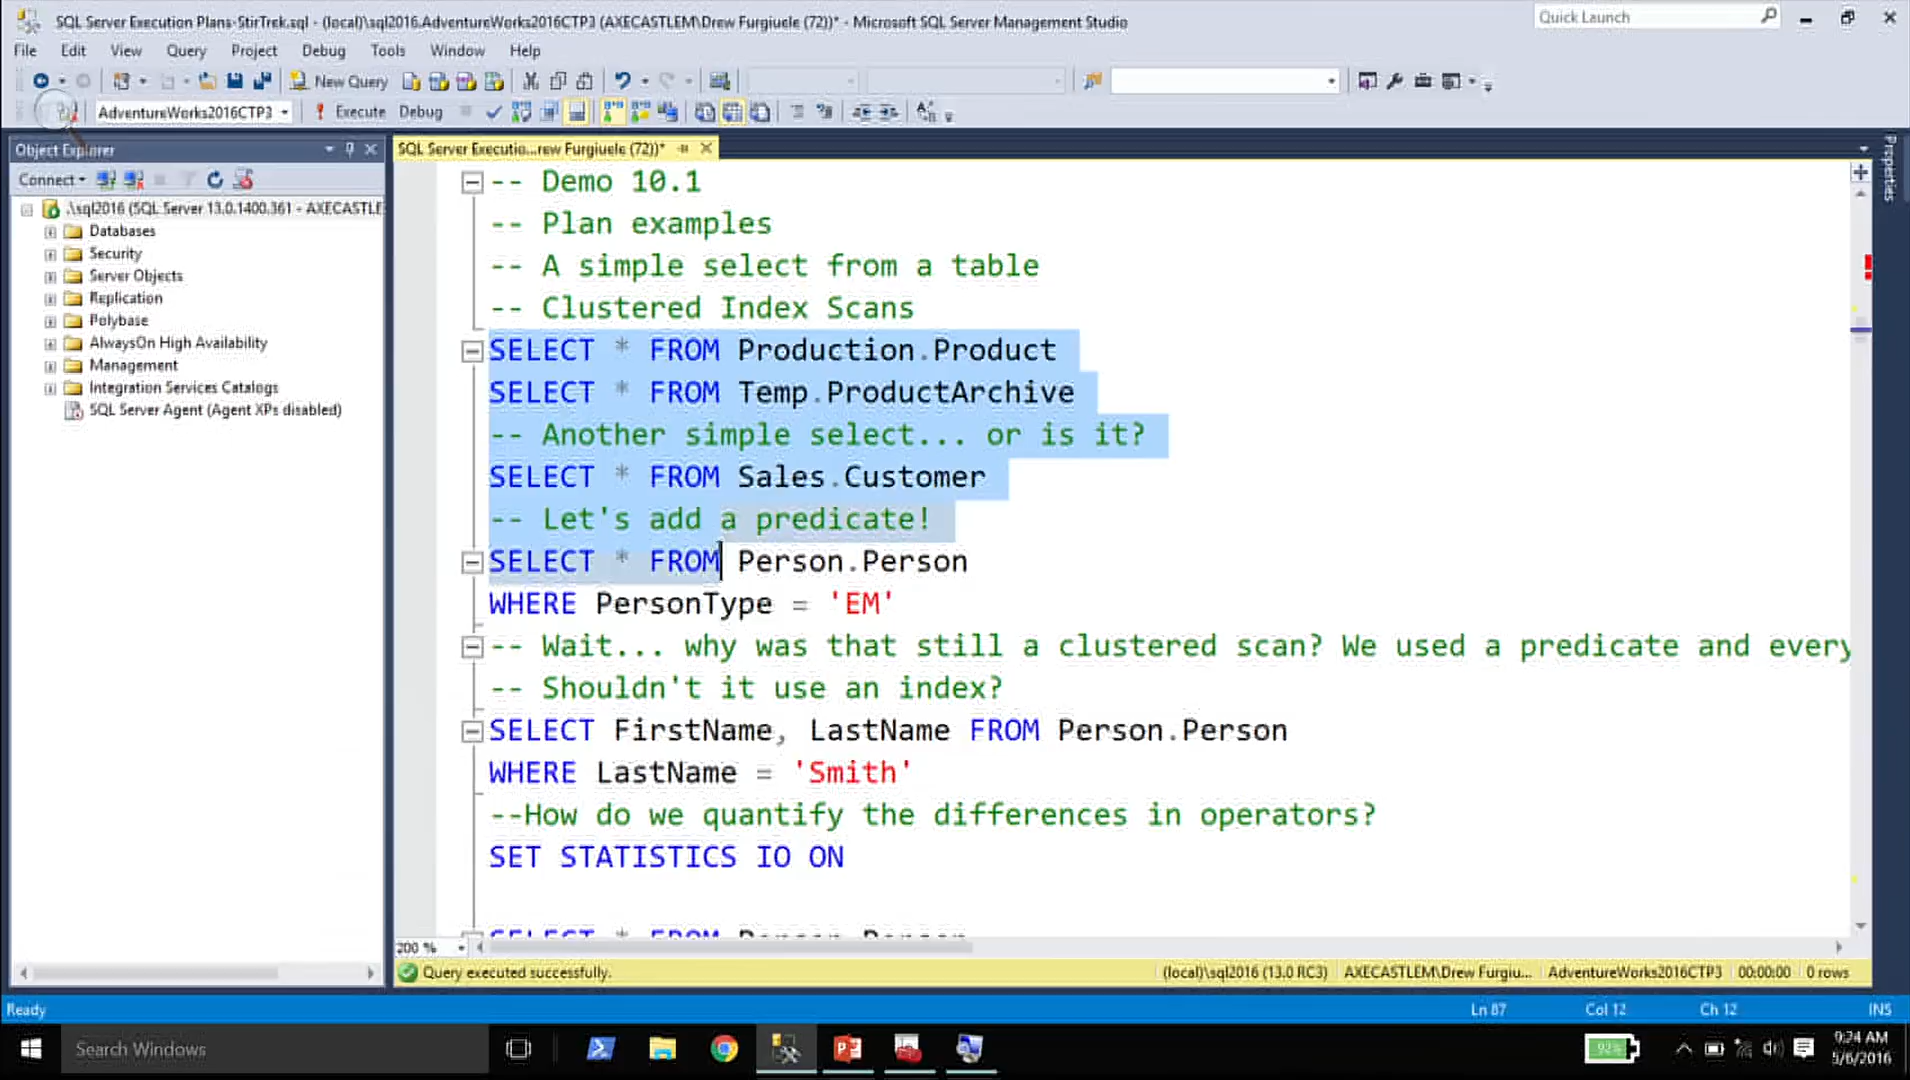 SQL Server Execution Plans-StirTrek.sql - (local)\sql2016.AdventureWorks2016CTP3 (AXECASTLEM\Drew Furgiuele (72))* - Microsoft SQL Server Management Studio
Quick Launch
File Edit View Query Project Debug Tools Window Help
New Query
AdventureWorks2016CTP3 Execute Debug
Object Explorer
SQL Server Executio...rew Furgiuele (72))*
Properties
Connect
.\sql2016 (SQL Server 13.0.1400.361 - AXECASTLE
Databases
Security
Server Objects
Replication
Polybase
AlwaysOn High Availability
Management
Integration Services Catalogs
SQL Server Agent (Agent XPs disabled)
-- Demo 10.1
-- Plan examples
-- A simple select from a table
-- Clustered Index Scans
SELECT * FROM Production.Product
SELECT * FROM Temp.ProductArchive
-- Another simple select... or is it?
SELECT * FROM Sales.Customer
-- Let's add a predicate!
SELECT * FROM Person.Person
WHERE PersonType = 'EM'
-- Wait... why was that still a clustered scan? We used a predicate and every
-- Shouldn't it use an index?
SELECT FirstName, LastName FROM Person.Person
WHERE LastName = 'Smith'
--How do we quantify the differences in operators?
SET STATISTICS IO ON
SELECT * FROM Person.Person
200 %
Query executed successfully. (local)\sql2016 (13.0 RC3) AXECASTLEM\Drew Furgiu... AdventureWorks2016CTP3 00:00:00 0 rows
Ready Ln 87 Col 12 Ch 12 INS
Search Windows
92%
9:24 AM
5/6/2016